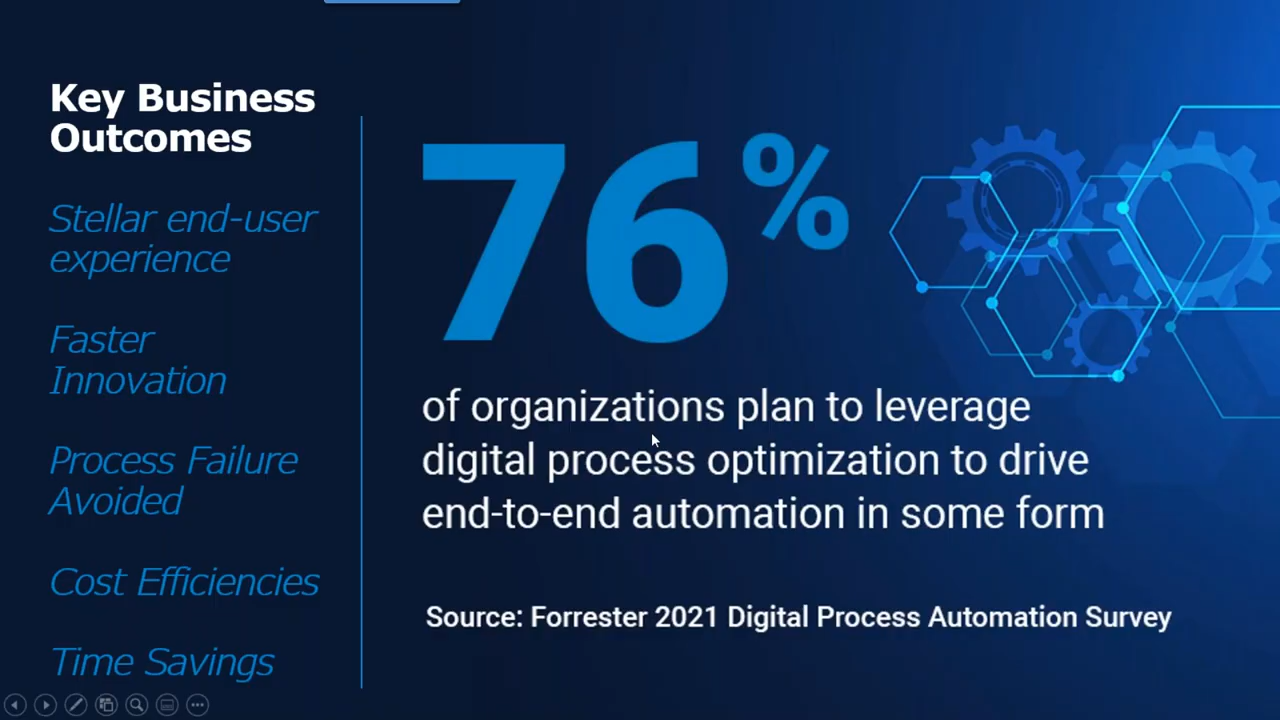 Key Business
Outcomes
Stellar end-user
experience
Faster
Innovation
Process Failure
Avoided
Cost Efficiencies
Time Savings
76%
of organizations plan to leverage
digital process optimization to drive
end-to-end automation in some form
Source: Forrester 2021 Digital Process Automation Survey